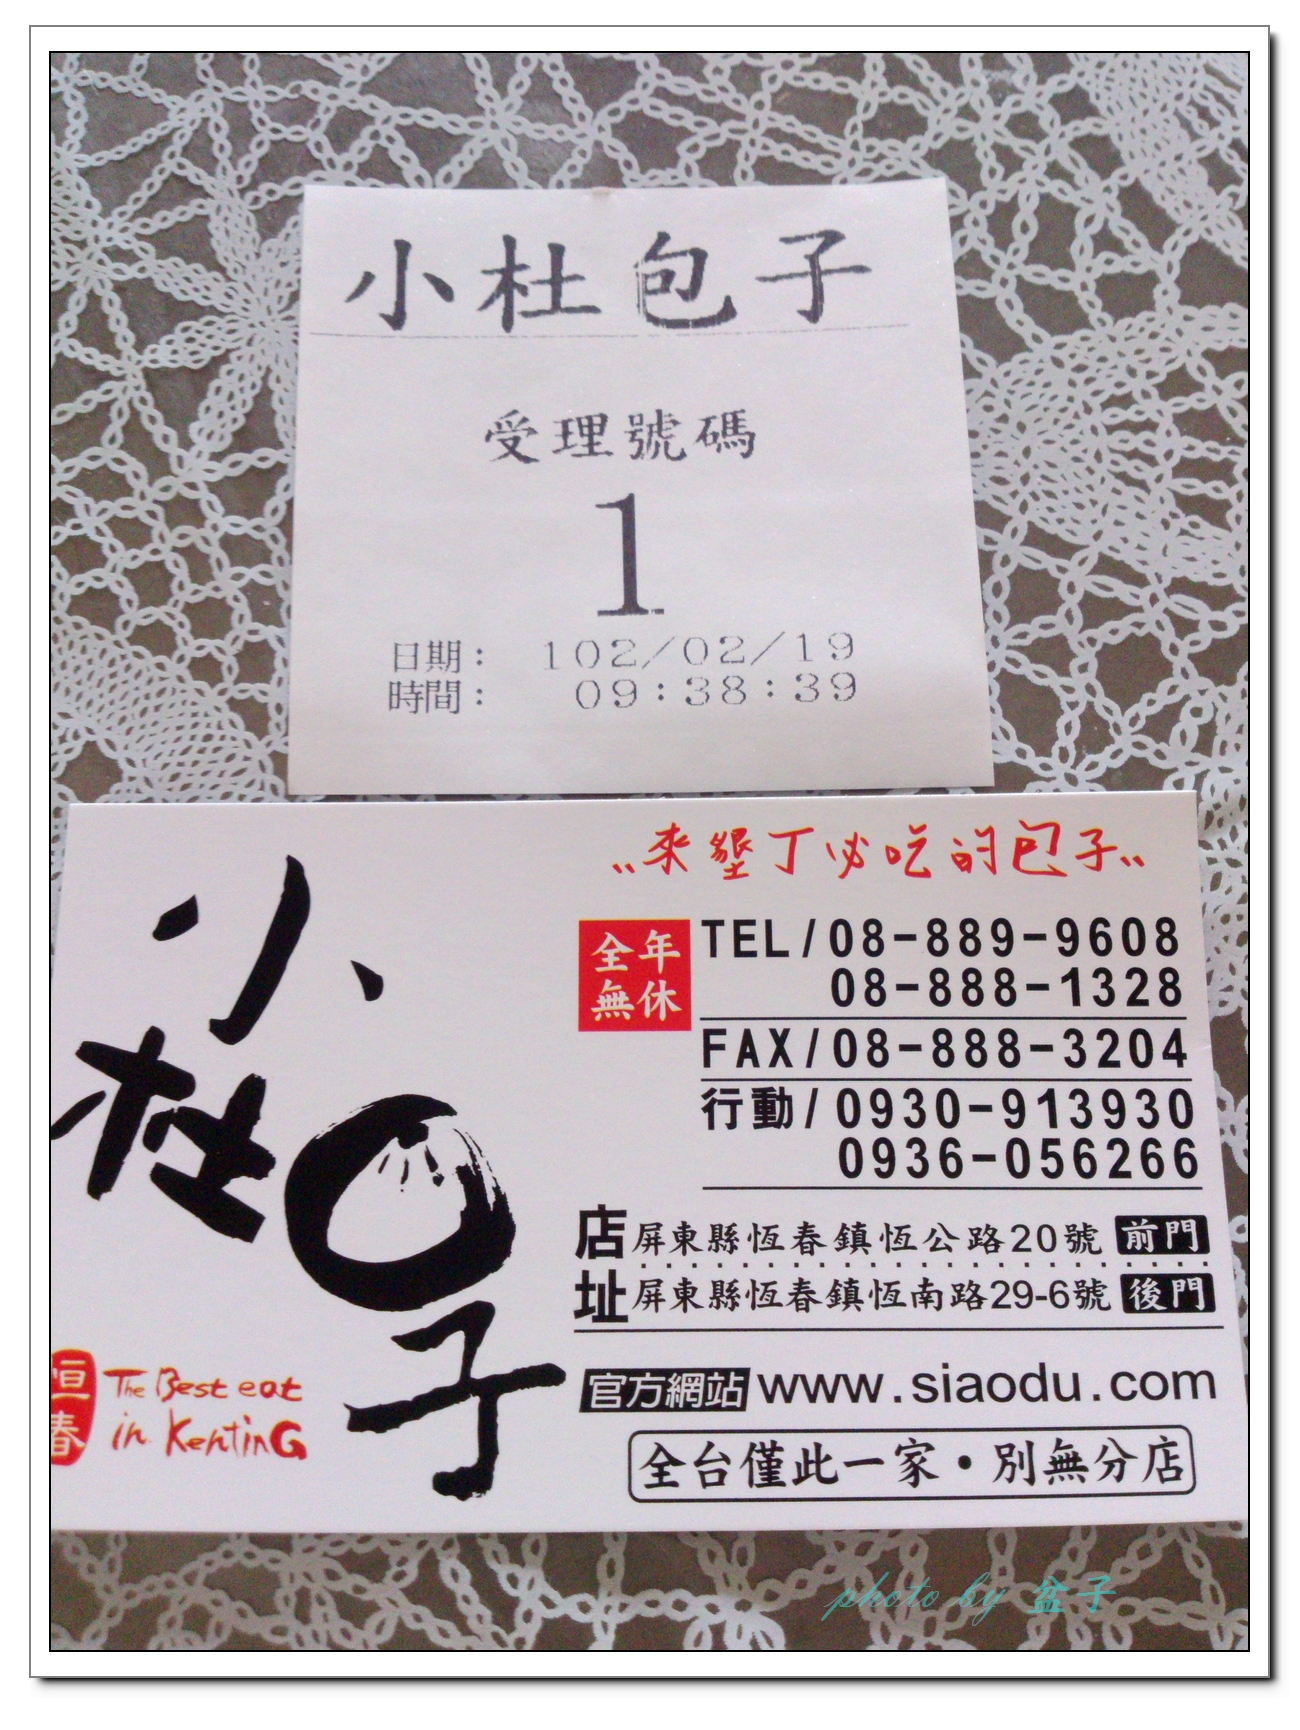 小杜包子
受理號碼
1
日期： 102/02/19
時間： 09:38:39
小杜包子
恒春
The Best eat
in KentinG
〝來墾丁必吃的包子〞
全年
無休
TEL/08-889-9608
08-888-1328
FAX/08-888-3204
行動/0930-913930
0936-056266
店址
屏東縣恆春鎮恆公路20號 前門
屏東縣恆春鎮恆南路29-6號 後門
官方網站 www.siaodu.com
全台僅此一家・別無分店
photo by 盆子